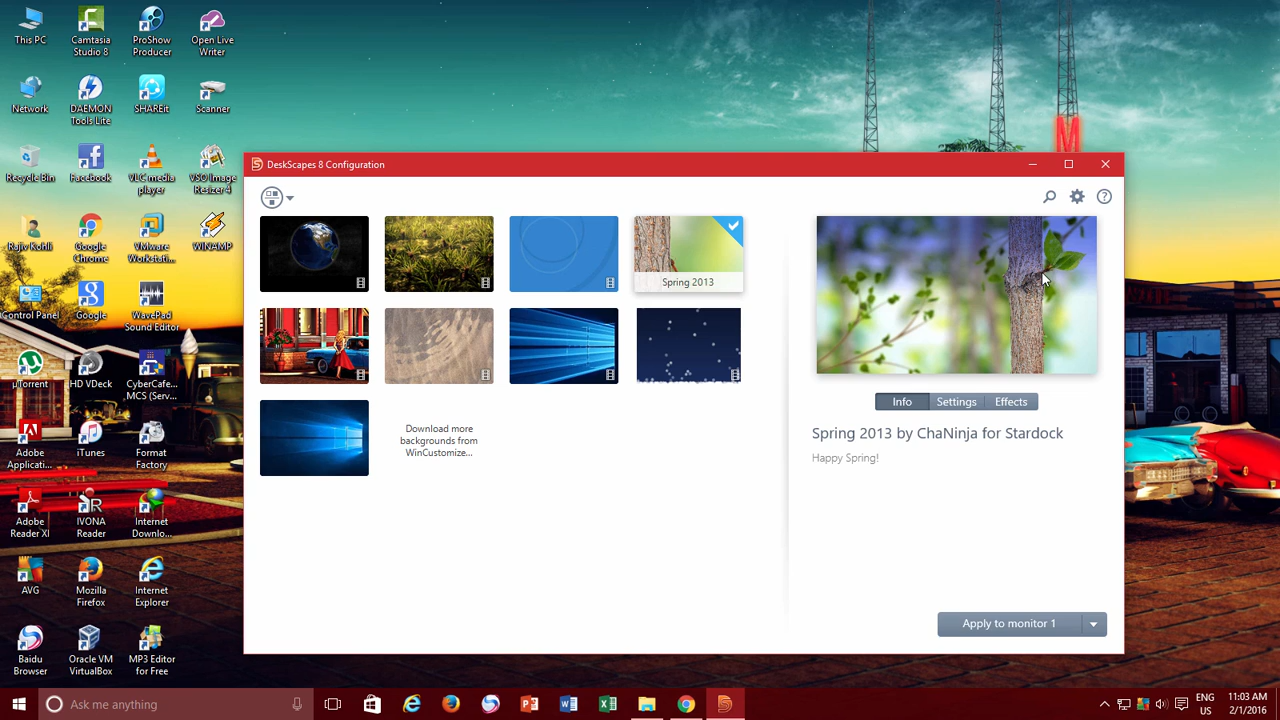 This PC
Camtasia
Studio 8
ProShow
Producer
Open Live
Writer
Network
DAEMON
Tools Lite
SHAREit
Scanner
Recycle Bin
Facebook
VLC media
player
VSO Image
Resizer 4
Rajiv Kohli
Google
Chrome
VMware
Workstati...
WINAMP
Control Panel
Google
WavePad
Sound Editor
µTorrent
HD VDeck
CyberCafe...
MCS (Serv...
Adobe
Applicati...
iTunes
Format
Factory
Adobe
Reader XI
IVONA
Reader
Internet
Downlo...
AVG
Mozilla
Firefox
Internet
Explorer
Baidu
Browser
Oracle VM
VirtualBox
MP3 Editor
for Free
M
DeskScapes 8 Configuration
Spring 2013
Download more
backgrounds from
WinCustomize...
Info
Settings
Effects
Spring 2013 by ChaNinja for Stardock
Happy Spring!
Apply to monitor 1
Ask me anything
ENG
US
11:03 AM
2/1/2016